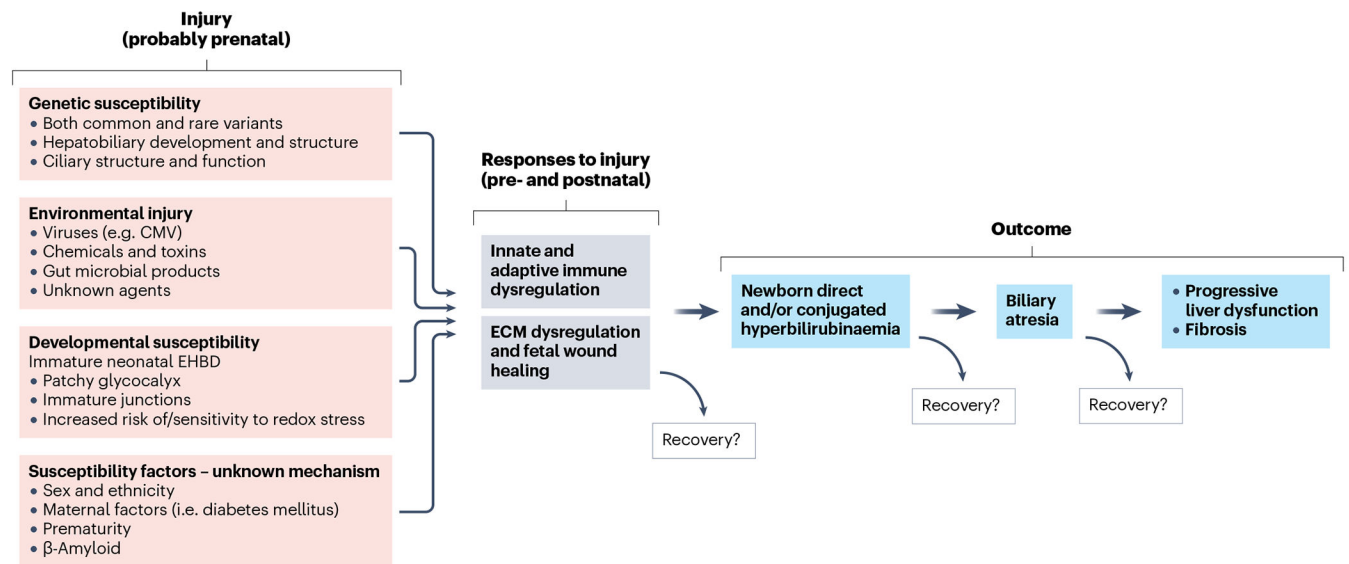 Injury
(probably prenatal)
Genetic susceptibility
• Both common and rare variants
• Hepatobiliary development and structure
• Ciliary structure and function
Environmental injury
• Viruses (e.g. CMV)
• Chemicals and toxins
• Gut microbial products
• Unknown agents
Developmental susceptibility
Immature neonatal EHBD
• Patchy glycocalyx
• Immature junctions
• Increased risk of/sensitivity to redox stress
Susceptibility factors – unknown mechanism
• Sex and ethnicity
• Maternal factors (i.e. diabetes mellitus)
• Prematurity
• β-Amyloid
Responses to injury
(pre- and postnatal)
Innate and
adaptive immune
dysregulation
ECM dysregulation
and fetal wound
healing
Recovery?
Outcome
Newborn direct
and/or conjugated
hyperbilirubinaemia
Recovery?
Biliary
atresia
Recovery?
• Progressive
liver dysfunction
• Fibrosis